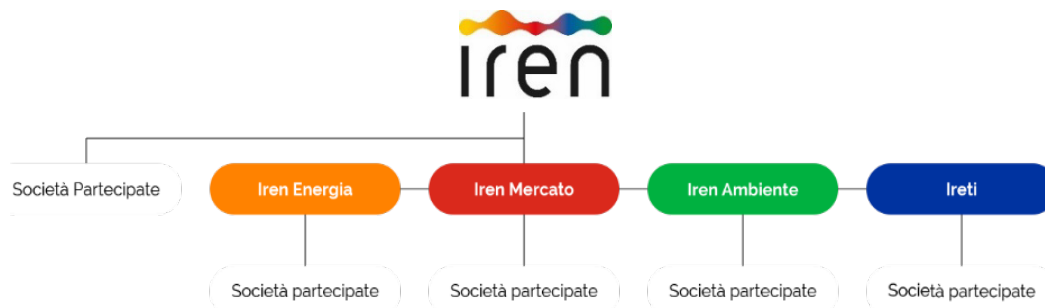 iren
Società Partecipate
Iren Energia
Iren Mercato
Iren Ambiente
Ireti
Società partecipate
Società partecipate
Società partecipate
Società partecipate